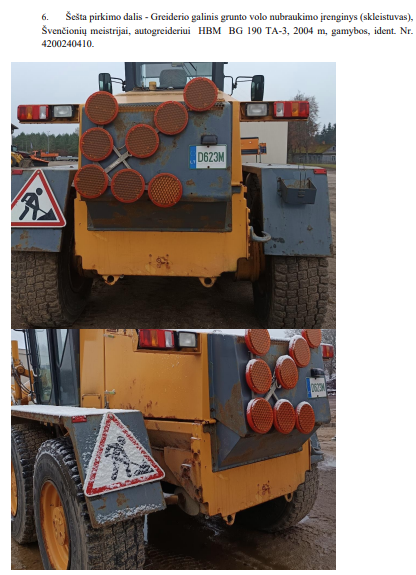 6. Šešta pirkimo dalis - Greiderio galinis grunto volo nubraukimo įrenginys (skleistuvas),
Švenčionių meistrijai, autogreideriui HBM BG 190 TA-3, 2004 m, gamybos, ident. Nr.
4200240410.
D623M
D623M